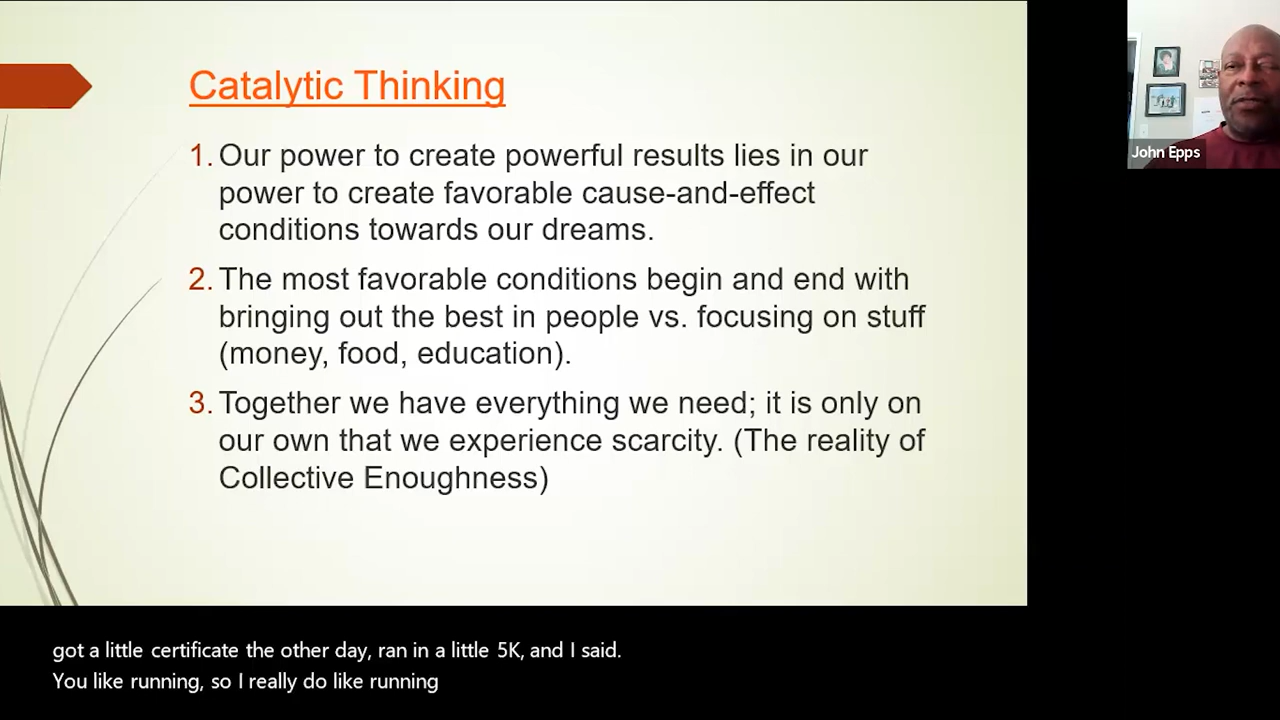 Catalytic Thinking
1. Our power to create powerful results lies in our
power to create favorable cause-and-effect
conditions towards our dreams.
2. The most favorable conditions begin and end with
bringing out the best in people vs. focusing on stuff
(money, food, education).
3. Together we have everything we need; it is only on
our own that we experience scarcity. (The reality of
Collective Enoughness)
John Epps
got a little certificate the other day, ran in a little 5K, and I said.
You like running, so I really do like running